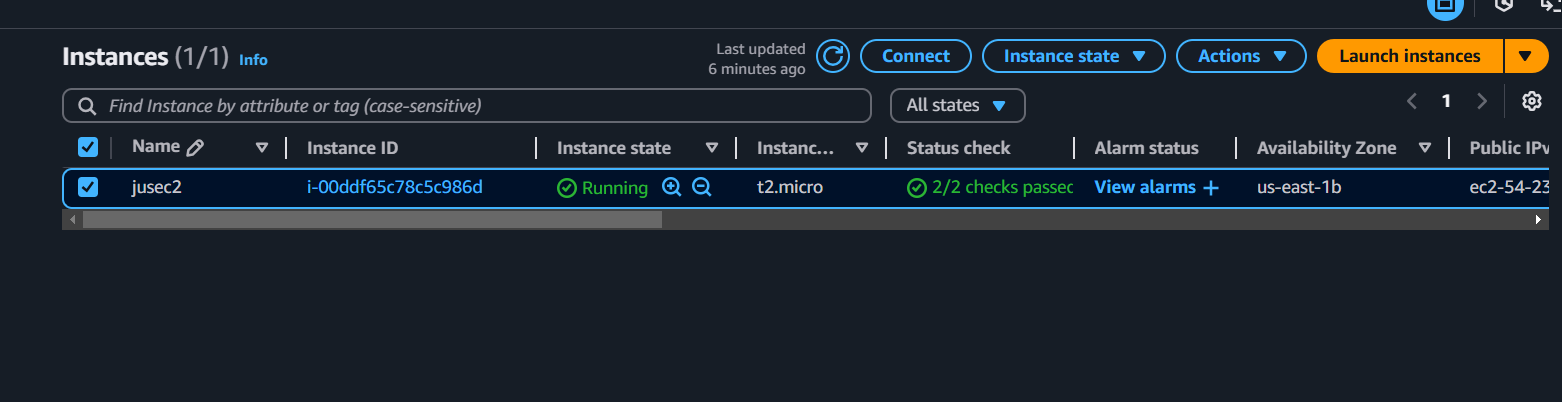 Instances (1/1) Info
Last updated
6 minutes ago
Connect
Instance state
Actions
Launch instances
Find Instance by attribute or tag (case-sensitive)
All states
1
Name Instance ID Instance state Instanc... Status check Alarm status Availability Zone Public IPv
jusec2 i-00ddf65c78c5c986d Running t2.micro 2/2 checks passec View alarms + us-east-1b ec2-54-23